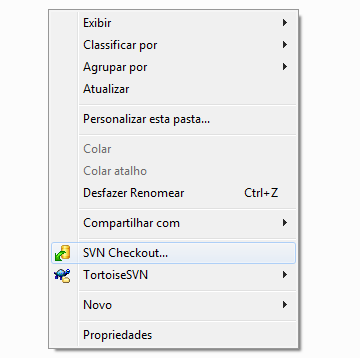 Exibir
Classificar por
Agrupar por
Atualizar
Personalizar esta pasta...
Colar
Colar atalho
Desfazer Renomear Ctrl+Z
Compartilhar com
SVN Checkout...
TortoiseSVN
Novo
Propriedades